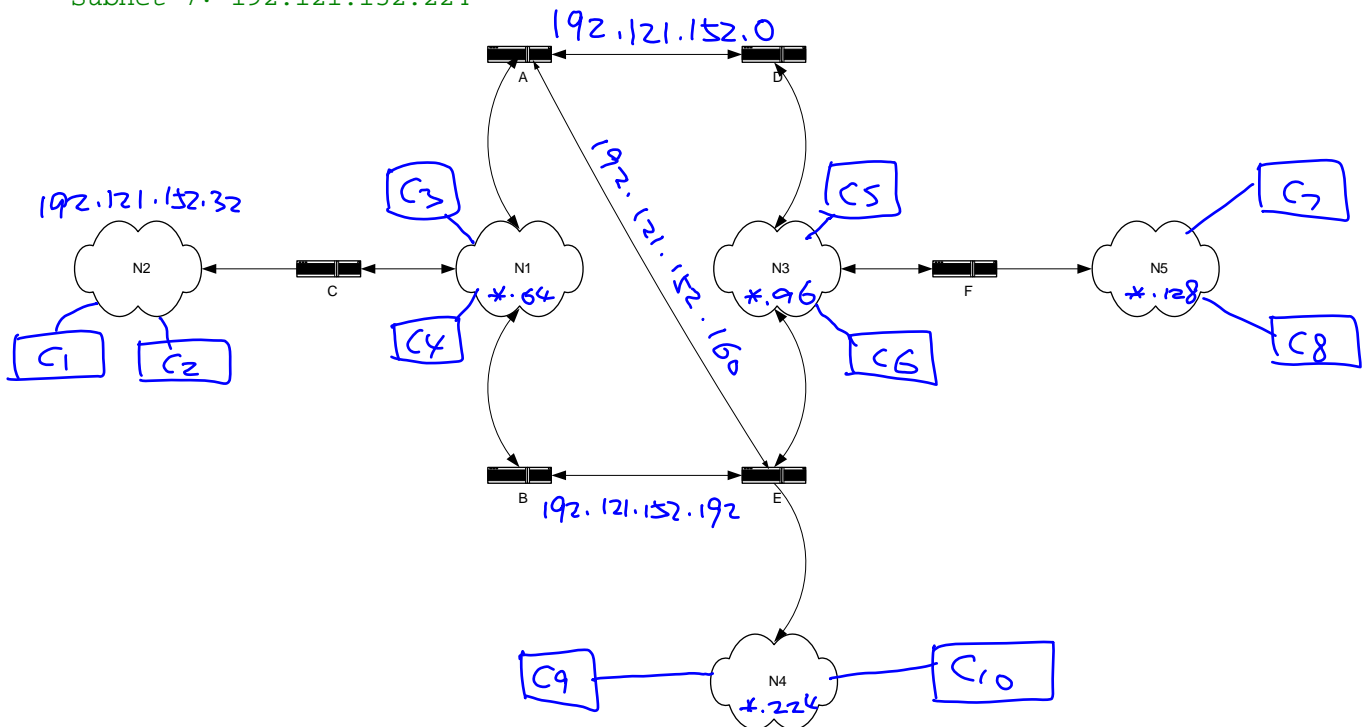 Subnet 7: 192.121.152.224
192.121.152.0
A
D
192.121.152.160
C3
C5
C7
192.121.152.32
N2
C
N1
*.64
N3
*.96
F
N5
*.128
C1
C2
C4
C6
C8
B
192.121.152.192
E
C9
N4
*.224
C10